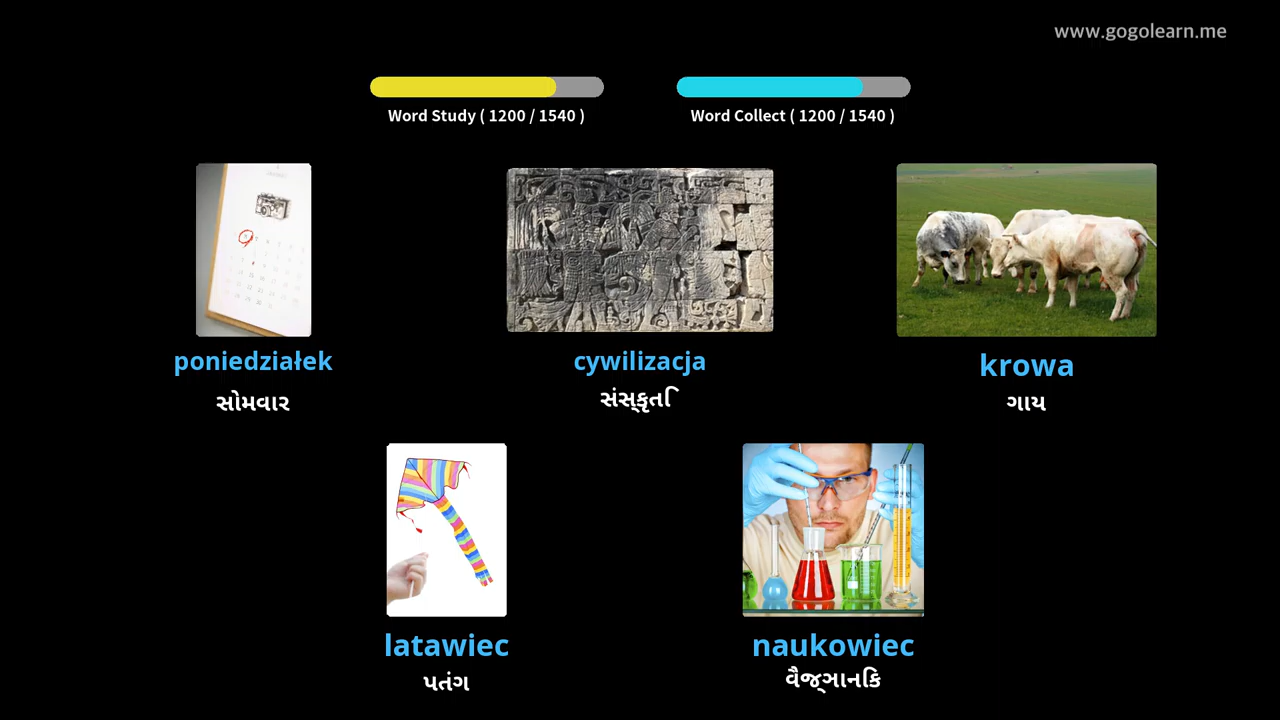 www.gogolearn.me
Word Study ( 1200 / 1540 )
Word Collect ( 1200 / 1540 )
poniedziałek
સોમવાર
cywilizacja
સંસ્કૃતિ
krowa
ગાય
latawiec
પતંગ
naukowiec
વૈજ્ઞાનિક